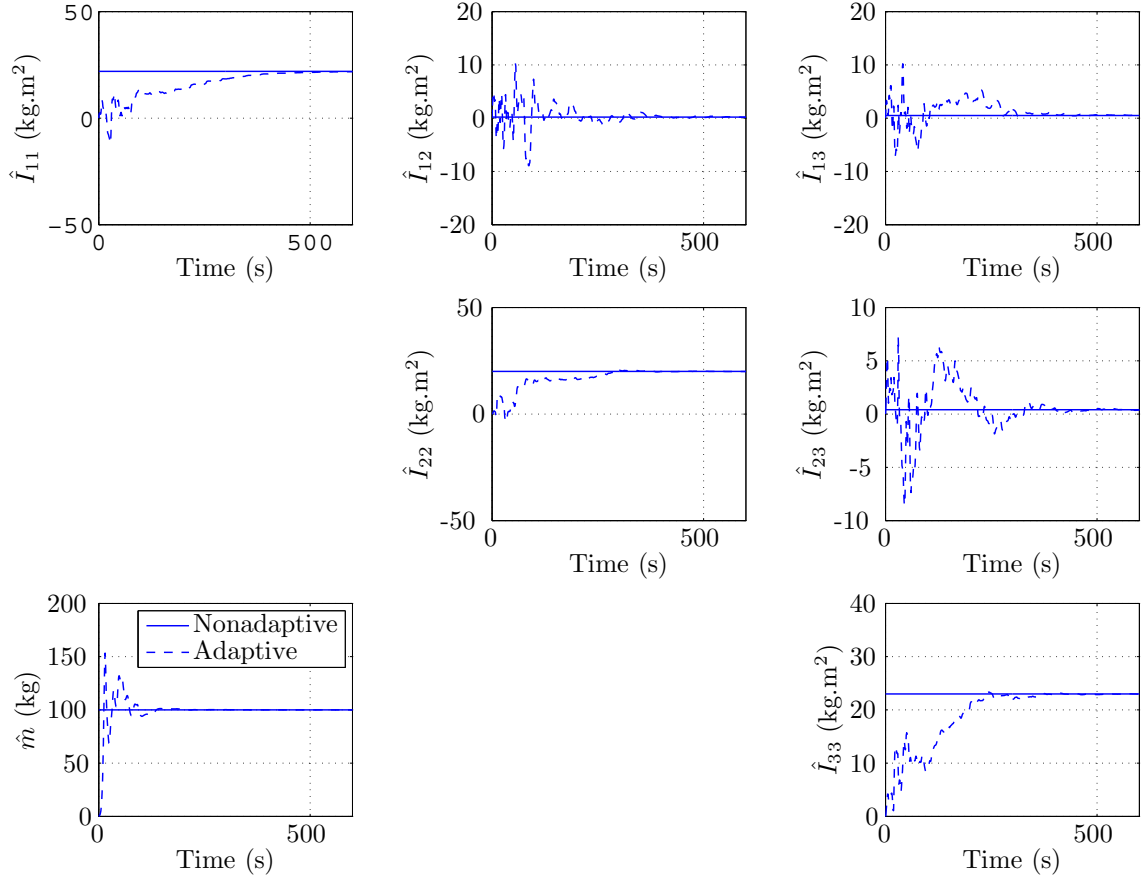 Î₁₁ (kg.m²)
50
0
−50
0
500
Time (s)
Î₁₂ (kg.m²)
20
10
0
-10
-20
0
500
Time (s)
Î₁₃ (kg.m²)
20
10
0
-10
-20
0
500
Time (s)
Î₂₂ (kg.m²)
50
0
-50
0
500
Time (s)
Î₂₃ (kg.m²)
10
5
0
-5
-10
0
500
Time (s)
m̂ (kg)
200
150
100
50
0
0
500
Time (s)
Nonadaptive
Adaptive
Î₃₃ (kg.m²)
40
30
20
10
0
0
500
Time (s)